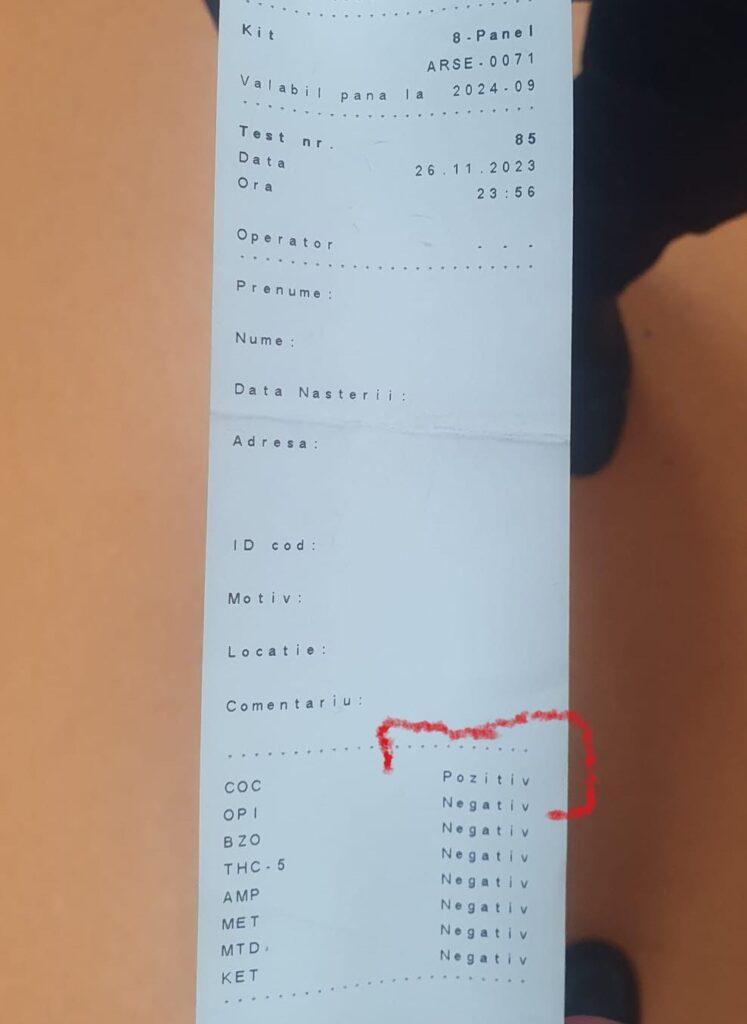 Kit 8-Panel
ARSE-0071
Valabil pana la 2024-09
Test nr. 85
Data 26.11.2023
Ora 23:56
Operator - - -
Prenume:
Nume:
Data Nasterii:
Adresa:
ID cod:
Motiv:
Locatie:
Comentariu:
COC Pozitiv
OPI Negativ
BZO Negativ
THC-5 Negativ
AMP Negativ
MET Negativ
MTD Negativ
KET Negativ